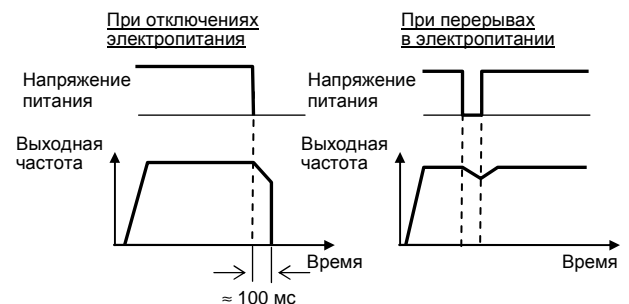 При отключениях
электропитания
При перерывах
в электропитании
Напряжение
питания
Напряжение
питания
Выходная
частота
Выходная
частота
Время
Время
≈ 100 мс